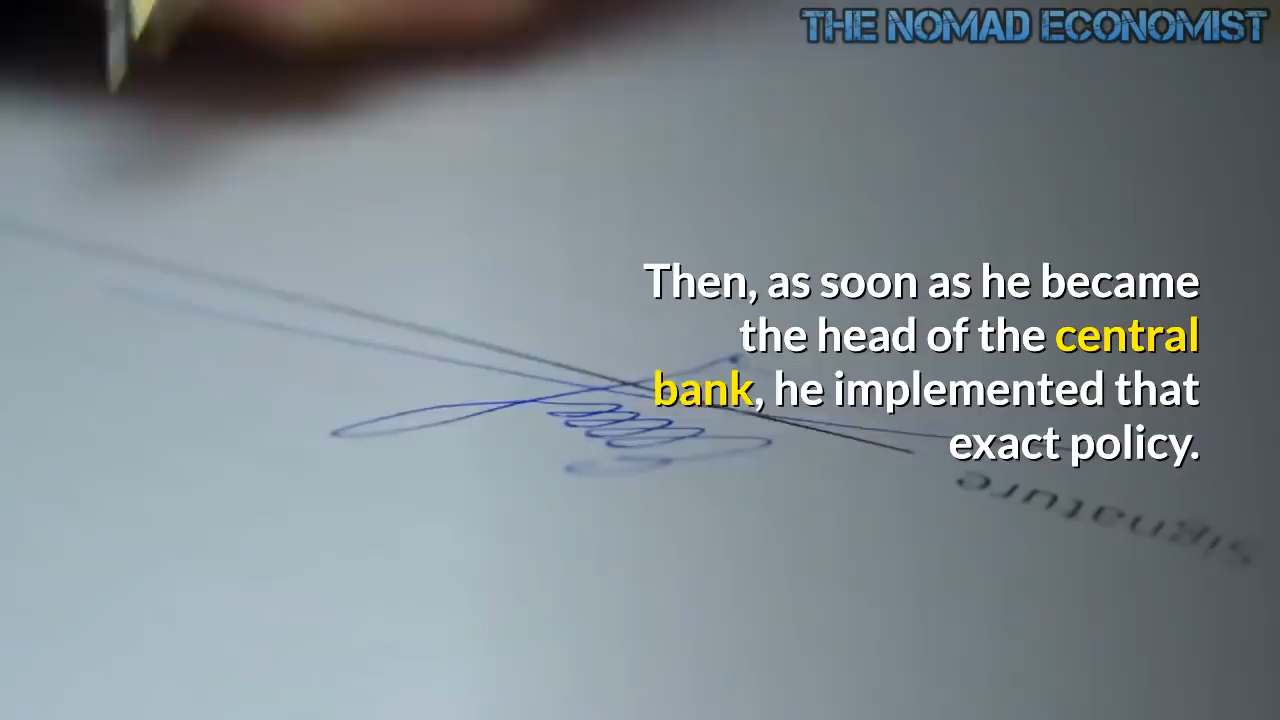 THE NOMAD ECONOMIST
Then, as soon as he became
the head of the central
bank, he implemented that
exact policy.
signature